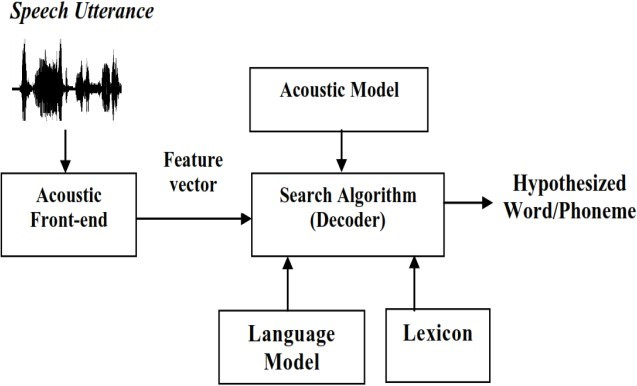 Speech Utterance
Acoustic Model
Feature
vector
Acoustic
Front-end
Search Algorithm
(Decoder)
Hypothesized
Word/Phoneme
Language
Model
Lexicon